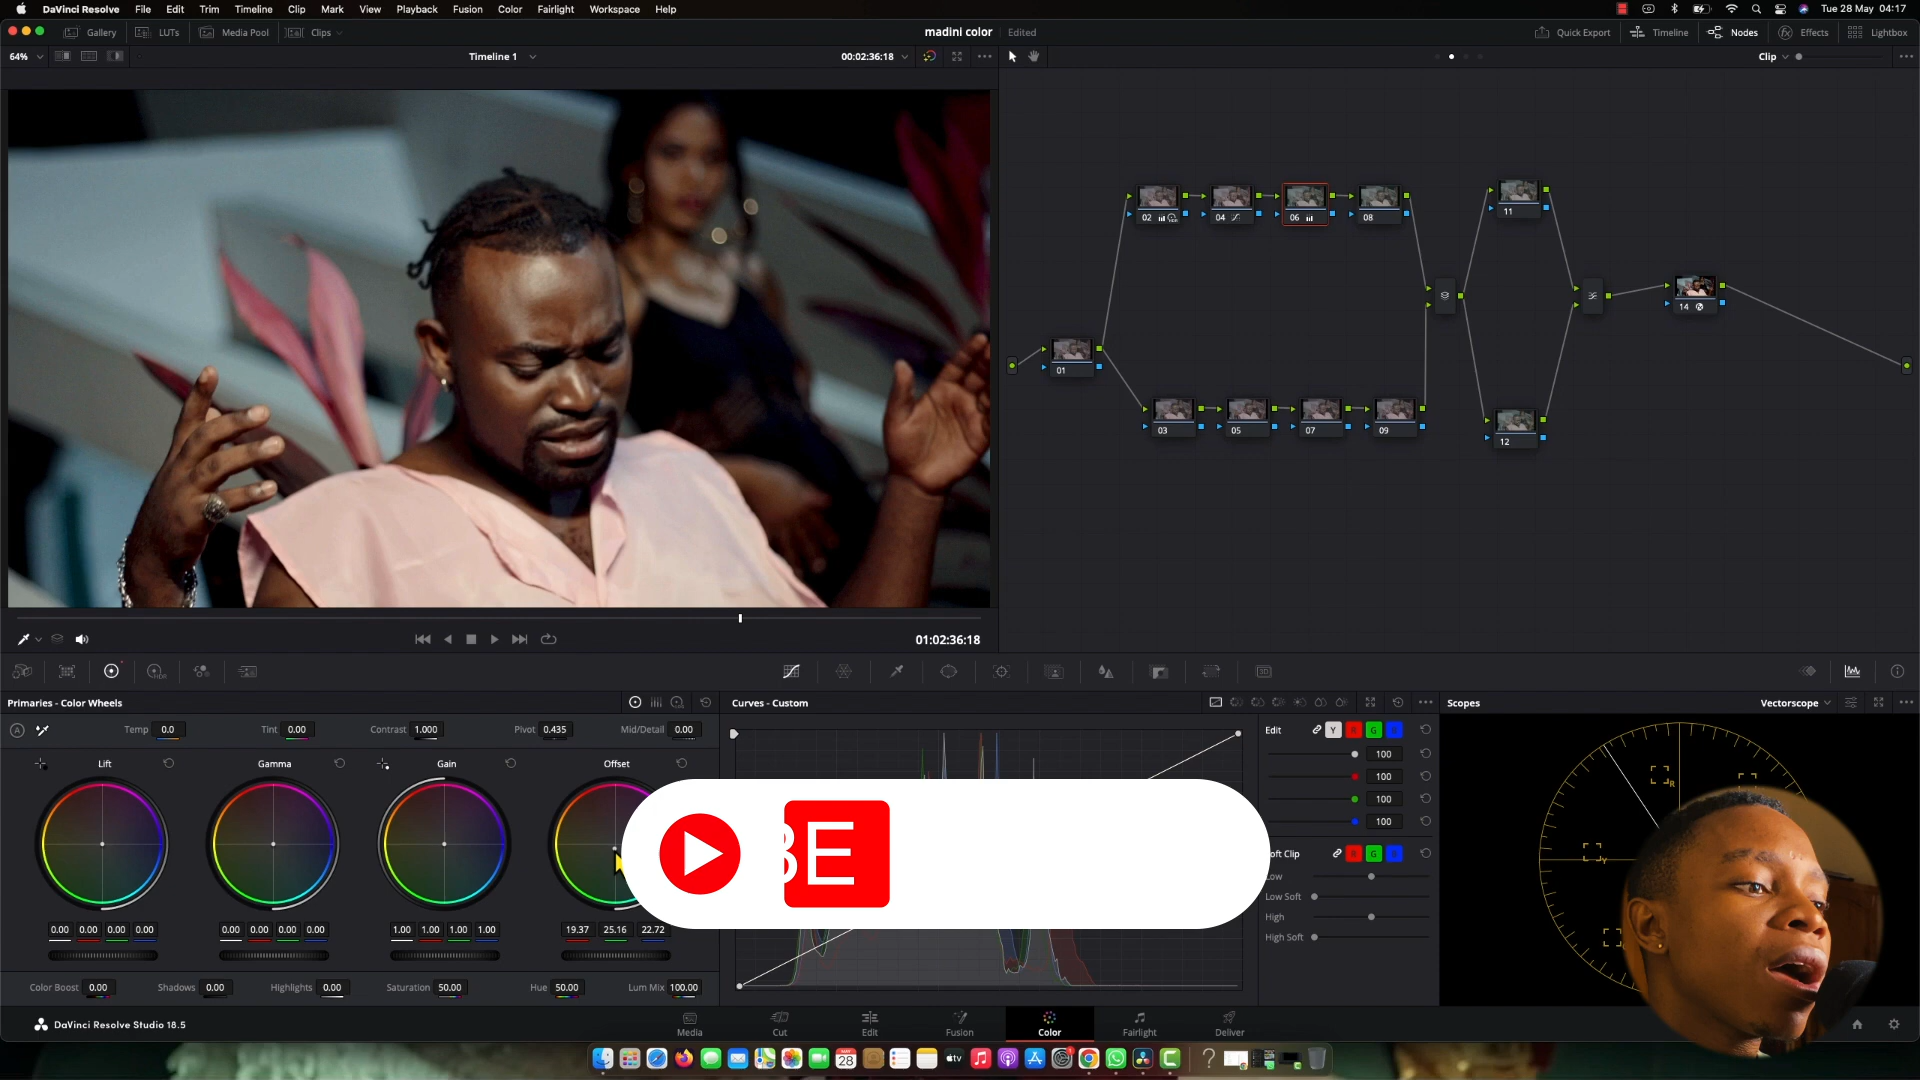 DaVinci Resolve File Edit Trim Timeline Clip Mark View Playback Fusion Color Fairlight Workspace Help Tue 28 May 04:17
Gallery LUTs Media Pool Clips madini color Edited Quick Export Timeline Nodes Effects Lightbox
64% Timeline 1 00:02:36:18 Clip
02 04 06 08 11
14
01
03 05 07 09 12
01:02:36:18
Primaries - Color Wheels Curves - Custom Scopes Vectorscope
Temp 0.0 Tint 0.00 Contrast 1.000 Pivot 0.435 Mid/Detail 0.00 Edit Y R G B
Lift Gamma Gain Offset 100
100
100
100
BE
Soft Clip R G B
Low
Low Soft
High
High Soft
0.00 0.00 0.00 0.00 0.00 0.00 0.00 0.00 1.00 1.00 1.00 1.00 19.37 25.16 22.72
Color Boost 0.00 Shadows 0.00 Highlights 0.00 Saturation 50.00 Hue 50.00 Lum Mix 100.00
DaVinci Resolve Studio 18.5 Media Cut Edit Fusion Color Fairlight Deliver